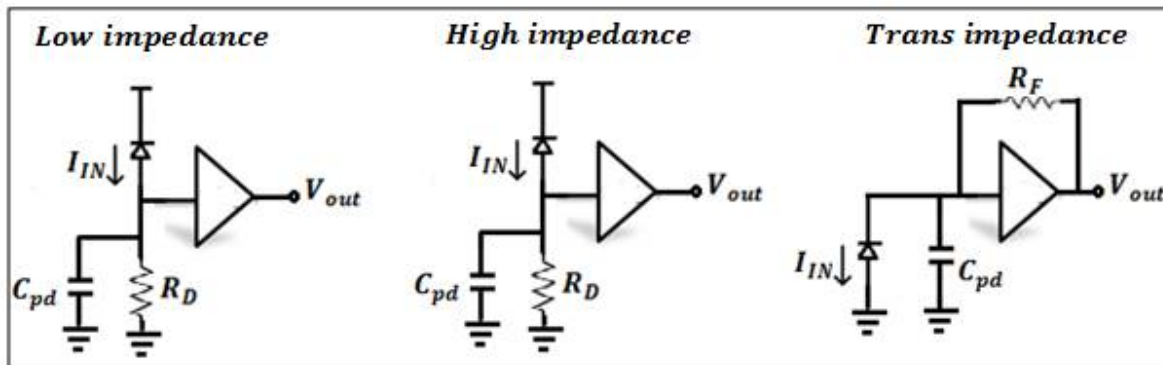 Low impedance
I_IN
V_out
C_pd
R_D
High impedance
I_IN
V_out
C_pd
R_D
Trans impedance
R_F
V_out
I_IN
C_pd